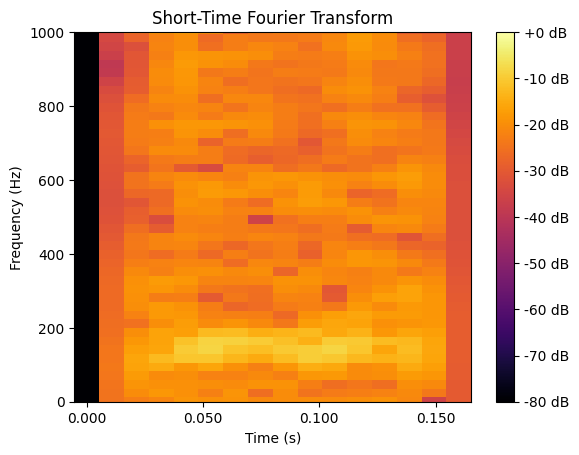 Short-Time Fourier Transform
1000
800
600
400
200
0
Frequency (Hz)
0.000
0.050
0.100
0.150
Time (s)
+0 dB
-10 dB
-20 dB
-30 dB
-40 dB
-50 dB
-60 dB
-70 dB
-80 dB